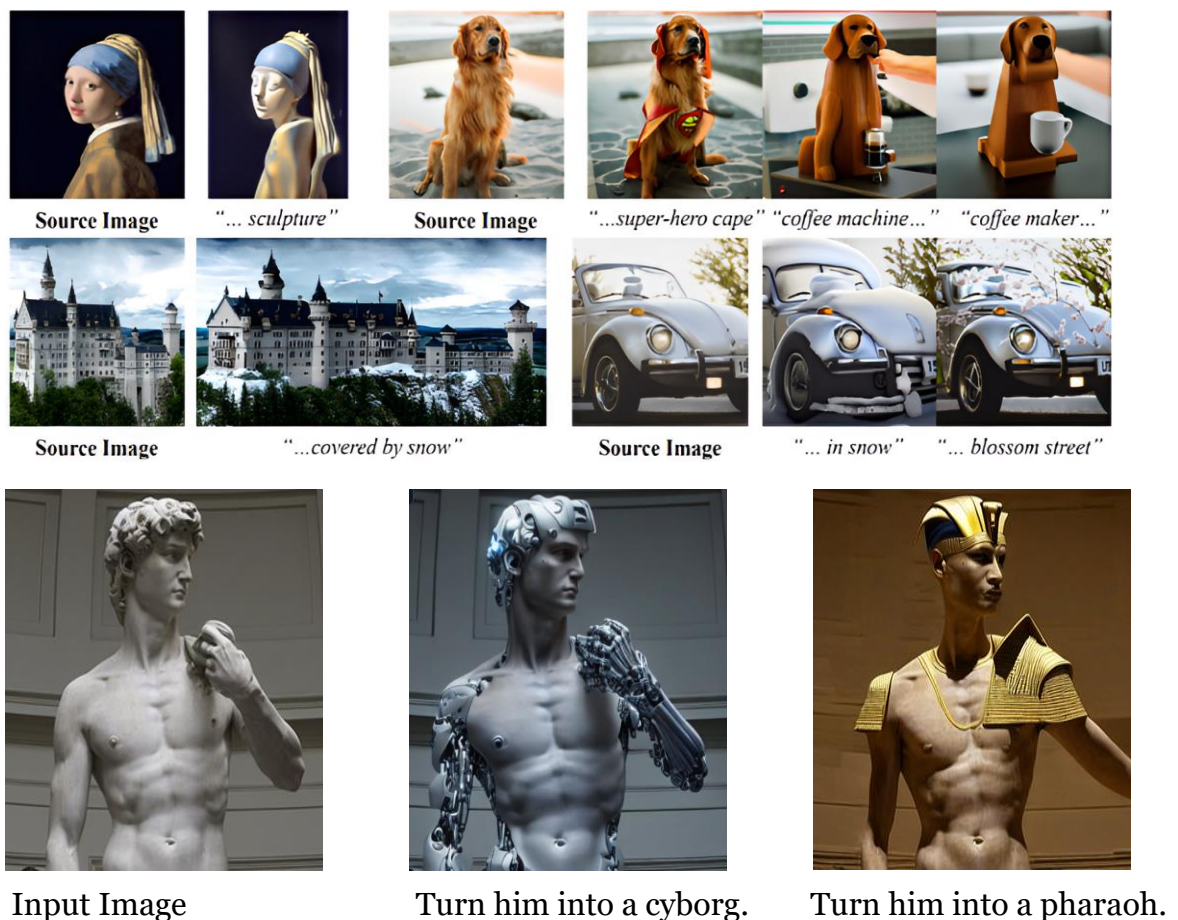 Source Image
“... sculpture”
Source Image
“...super-hero cape”
“coffee machine...”
“coffee maker...”
Source Image
“...covered by snow”
Source Image
“... in snow”
“... blossom street”
Input Image
Turn him into a cyborg.
Turn him into a pharaoh.